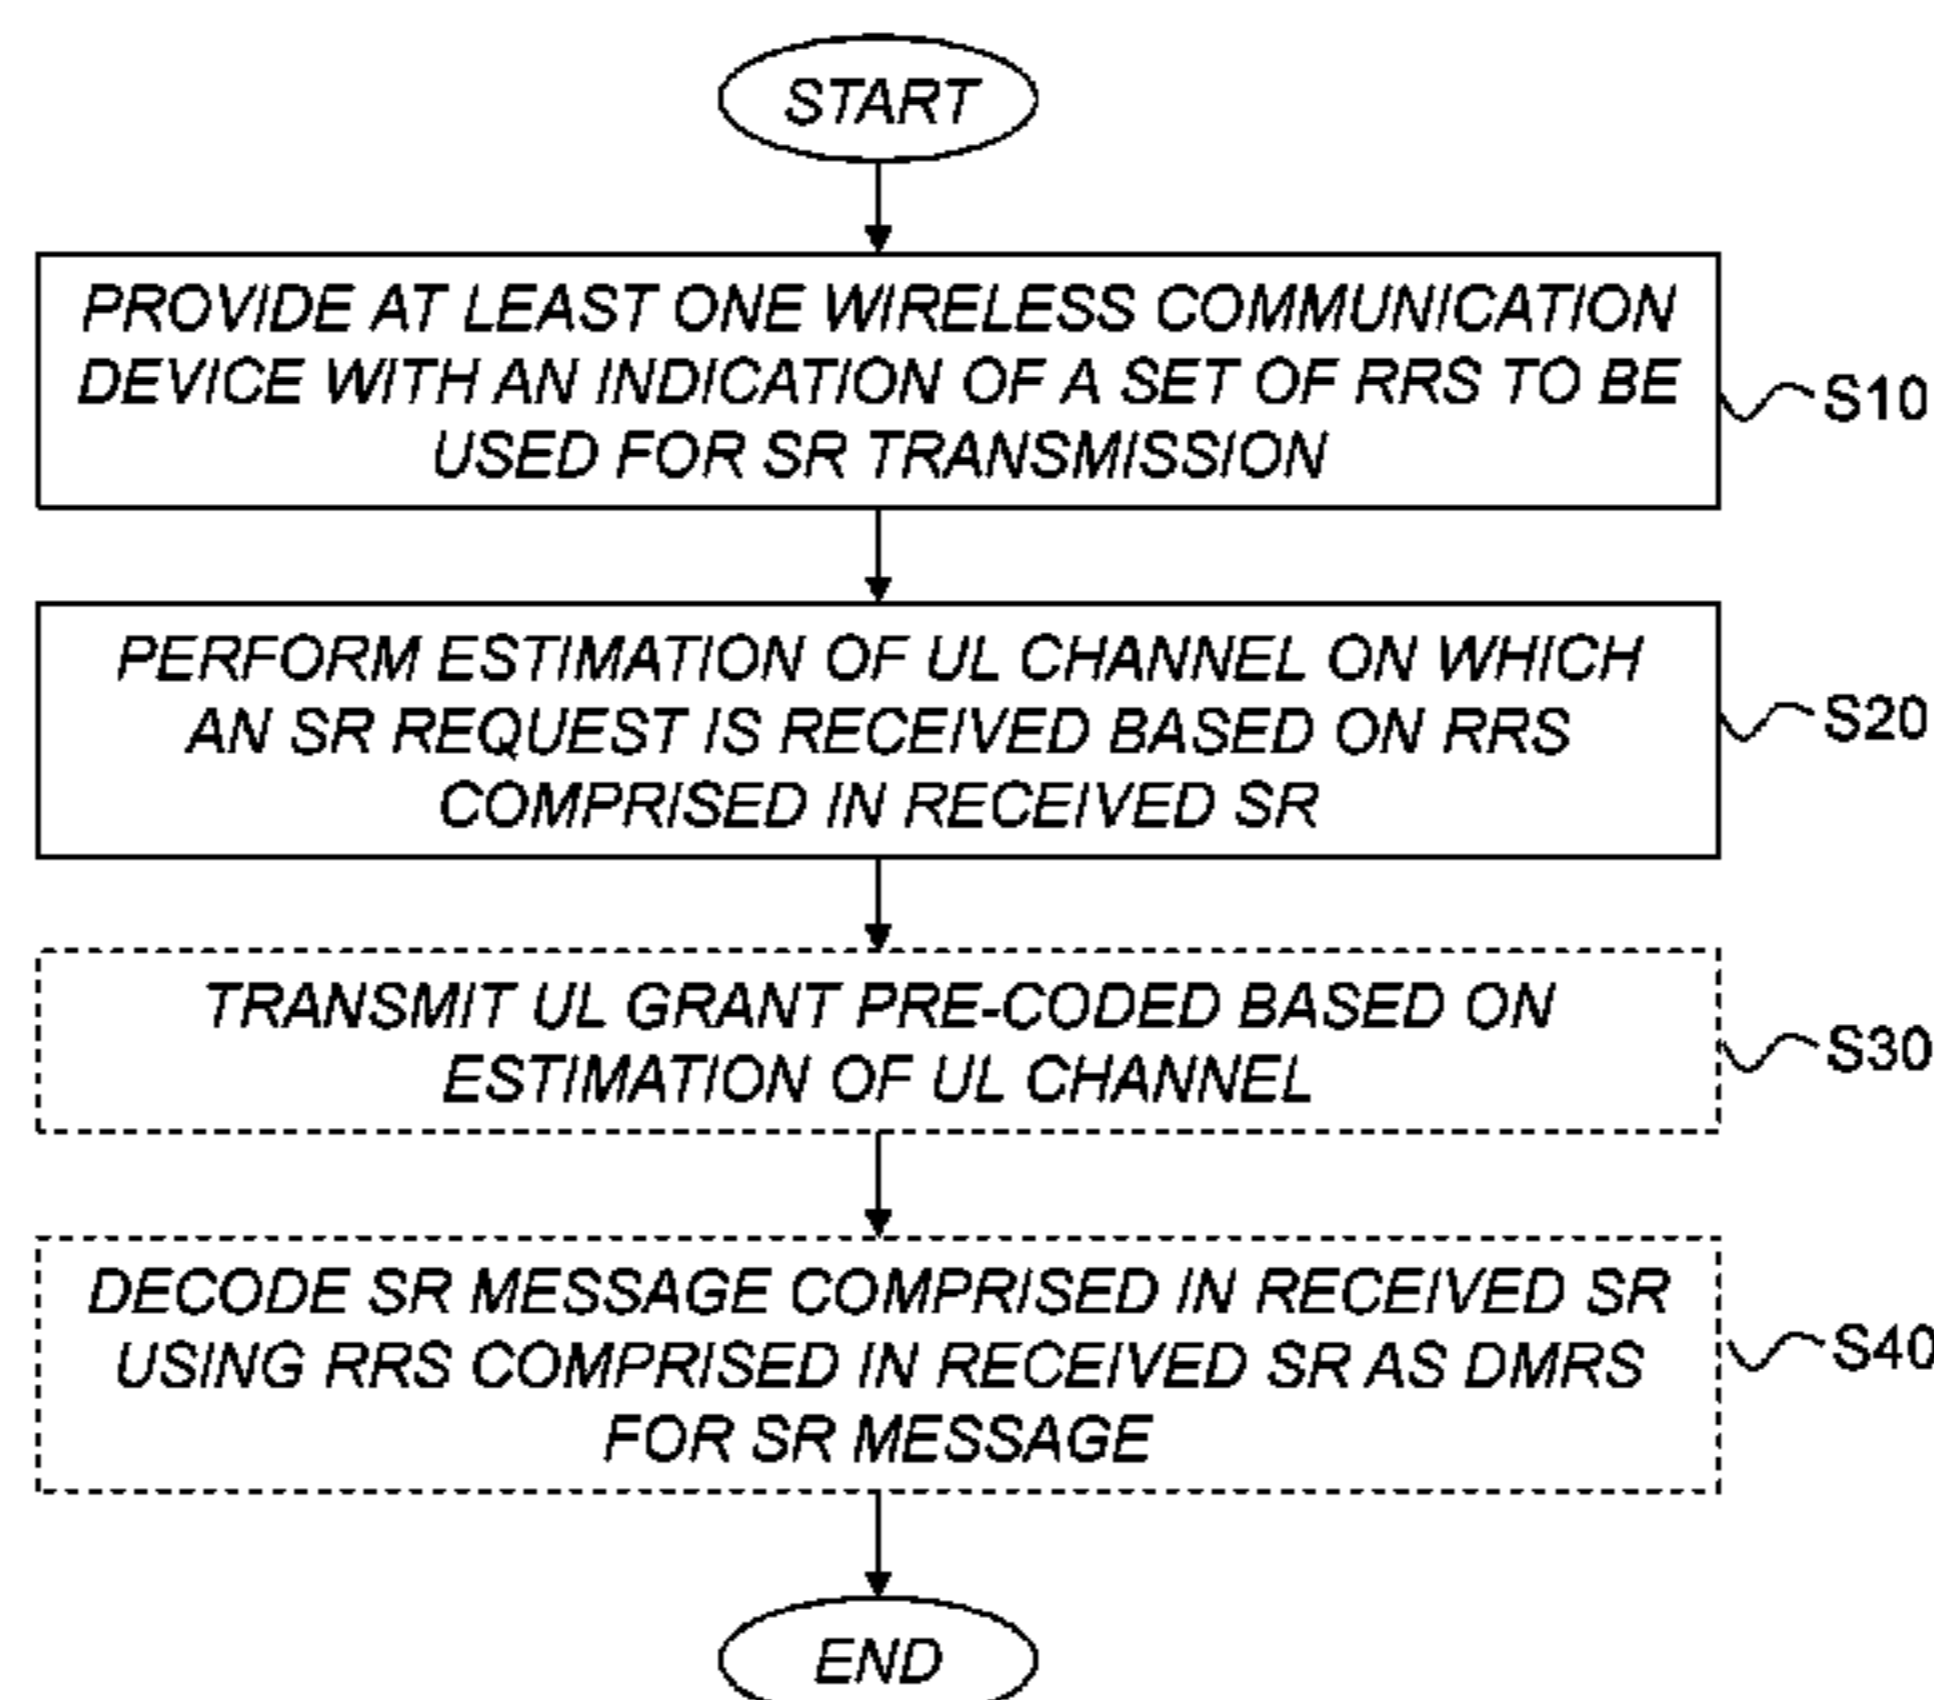 START
PROVIDE AT LEAST ONE WIRELESS COMMUNICATION
DEVICE WITH AN INDICATION OF A SET OF RRS TO BE
USED FOR SR TRANSMISSION
S10
PERFORM ESTIMATION OF UL CHANNEL ON WHICH
AN SR REQUEST IS RECEIVED BASED ON RRS
COMPRISED IN RECEIVED SR
S20
TRANSMIT UL GRANT PRE-CODED BASED ON
ESTIMATION OF UL CHANNEL
S30
DECODE SR MESSAGE COMPRISED IN RECEIVED SR
USING RRS COMPRISED IN RECEIVED SR AS DMRS
FOR SR MESSAGE
S40
END